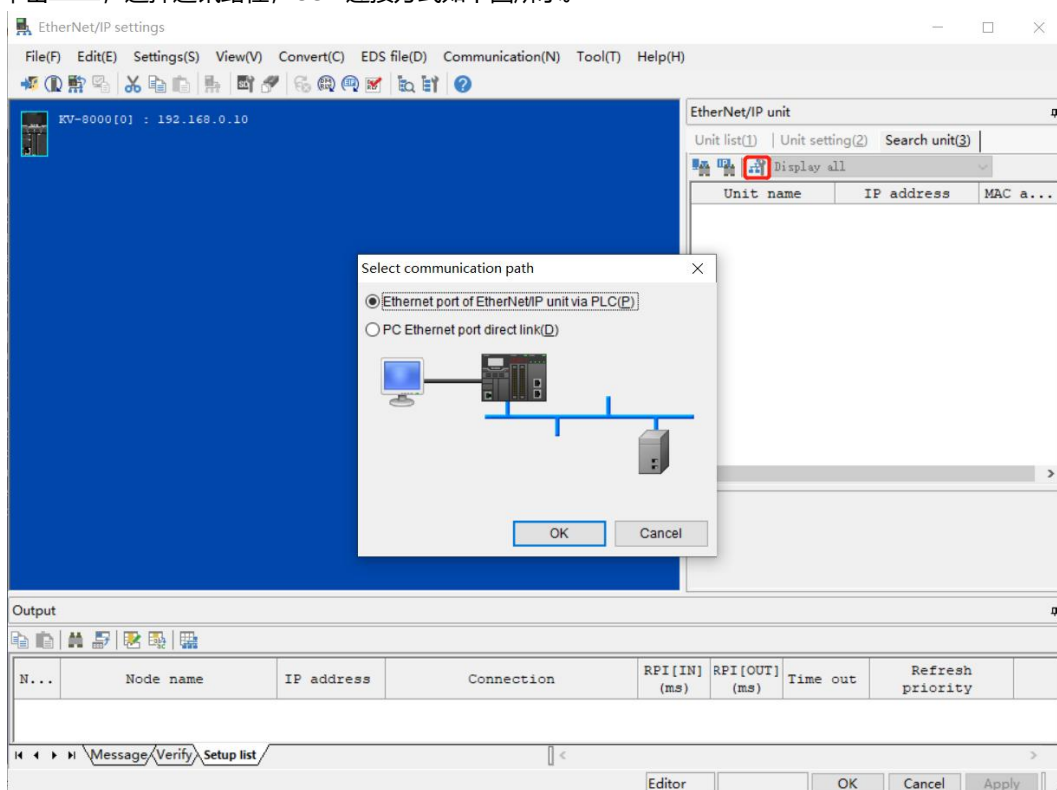 EtherNet/IP settings
File(F) Edit(E) Settings(S) View(V) Convert(C) EDS file(D) Communication(N) Tool(T) Help(H)
KV-8000[0] : 192.168.0.10
EtherNet/IP unit
Unit list(1) Unit setting(2) Search unit(3)
Display all
Unit name IP address MAC a...
Select communication path
Ethernet port of EtherNet/IP unit via PLC(P)
PC Ethernet port direct link(D)
OK Cancel
Output
N... Node name IP address Connection RPI[IN] (ms) RPI[OUT] (ms) Time out Refresh priority
Message Verify Setup list
Editor OK Cancel Apply